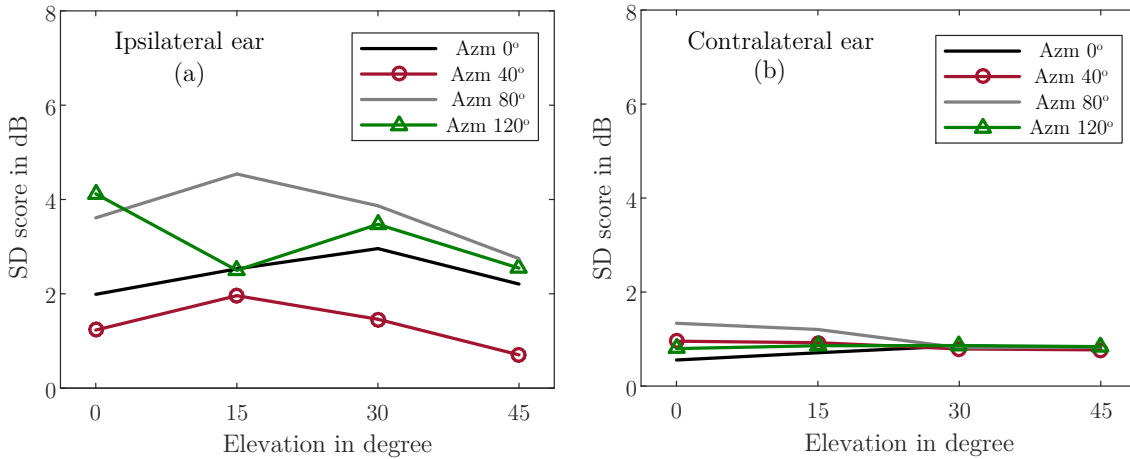 8
6
4
2
0
SD score in dB
Ipsilateral ear
(a)
Azm 0°
Azm 40°
Azm 80°
Azm 120°
0 15 30 45
Elevation in degree
8
6
4
2
0
SD score in dB
Contralateral ear
(b)
Azm 0°
Azm 40°
Azm 80°
Azm 120°
0 15 30 45
Elevation in degree